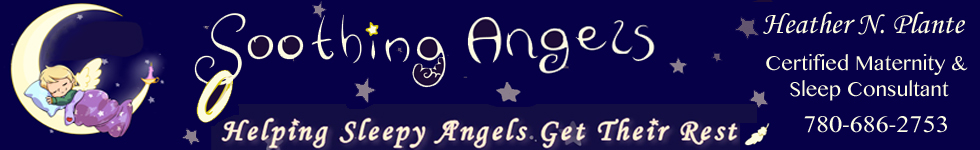 Soothing Angels
Helping Sleepy Angels Get Their Rest
Heather N. Plante
Certified Maternity &
Sleep Consultant
780-686-2753